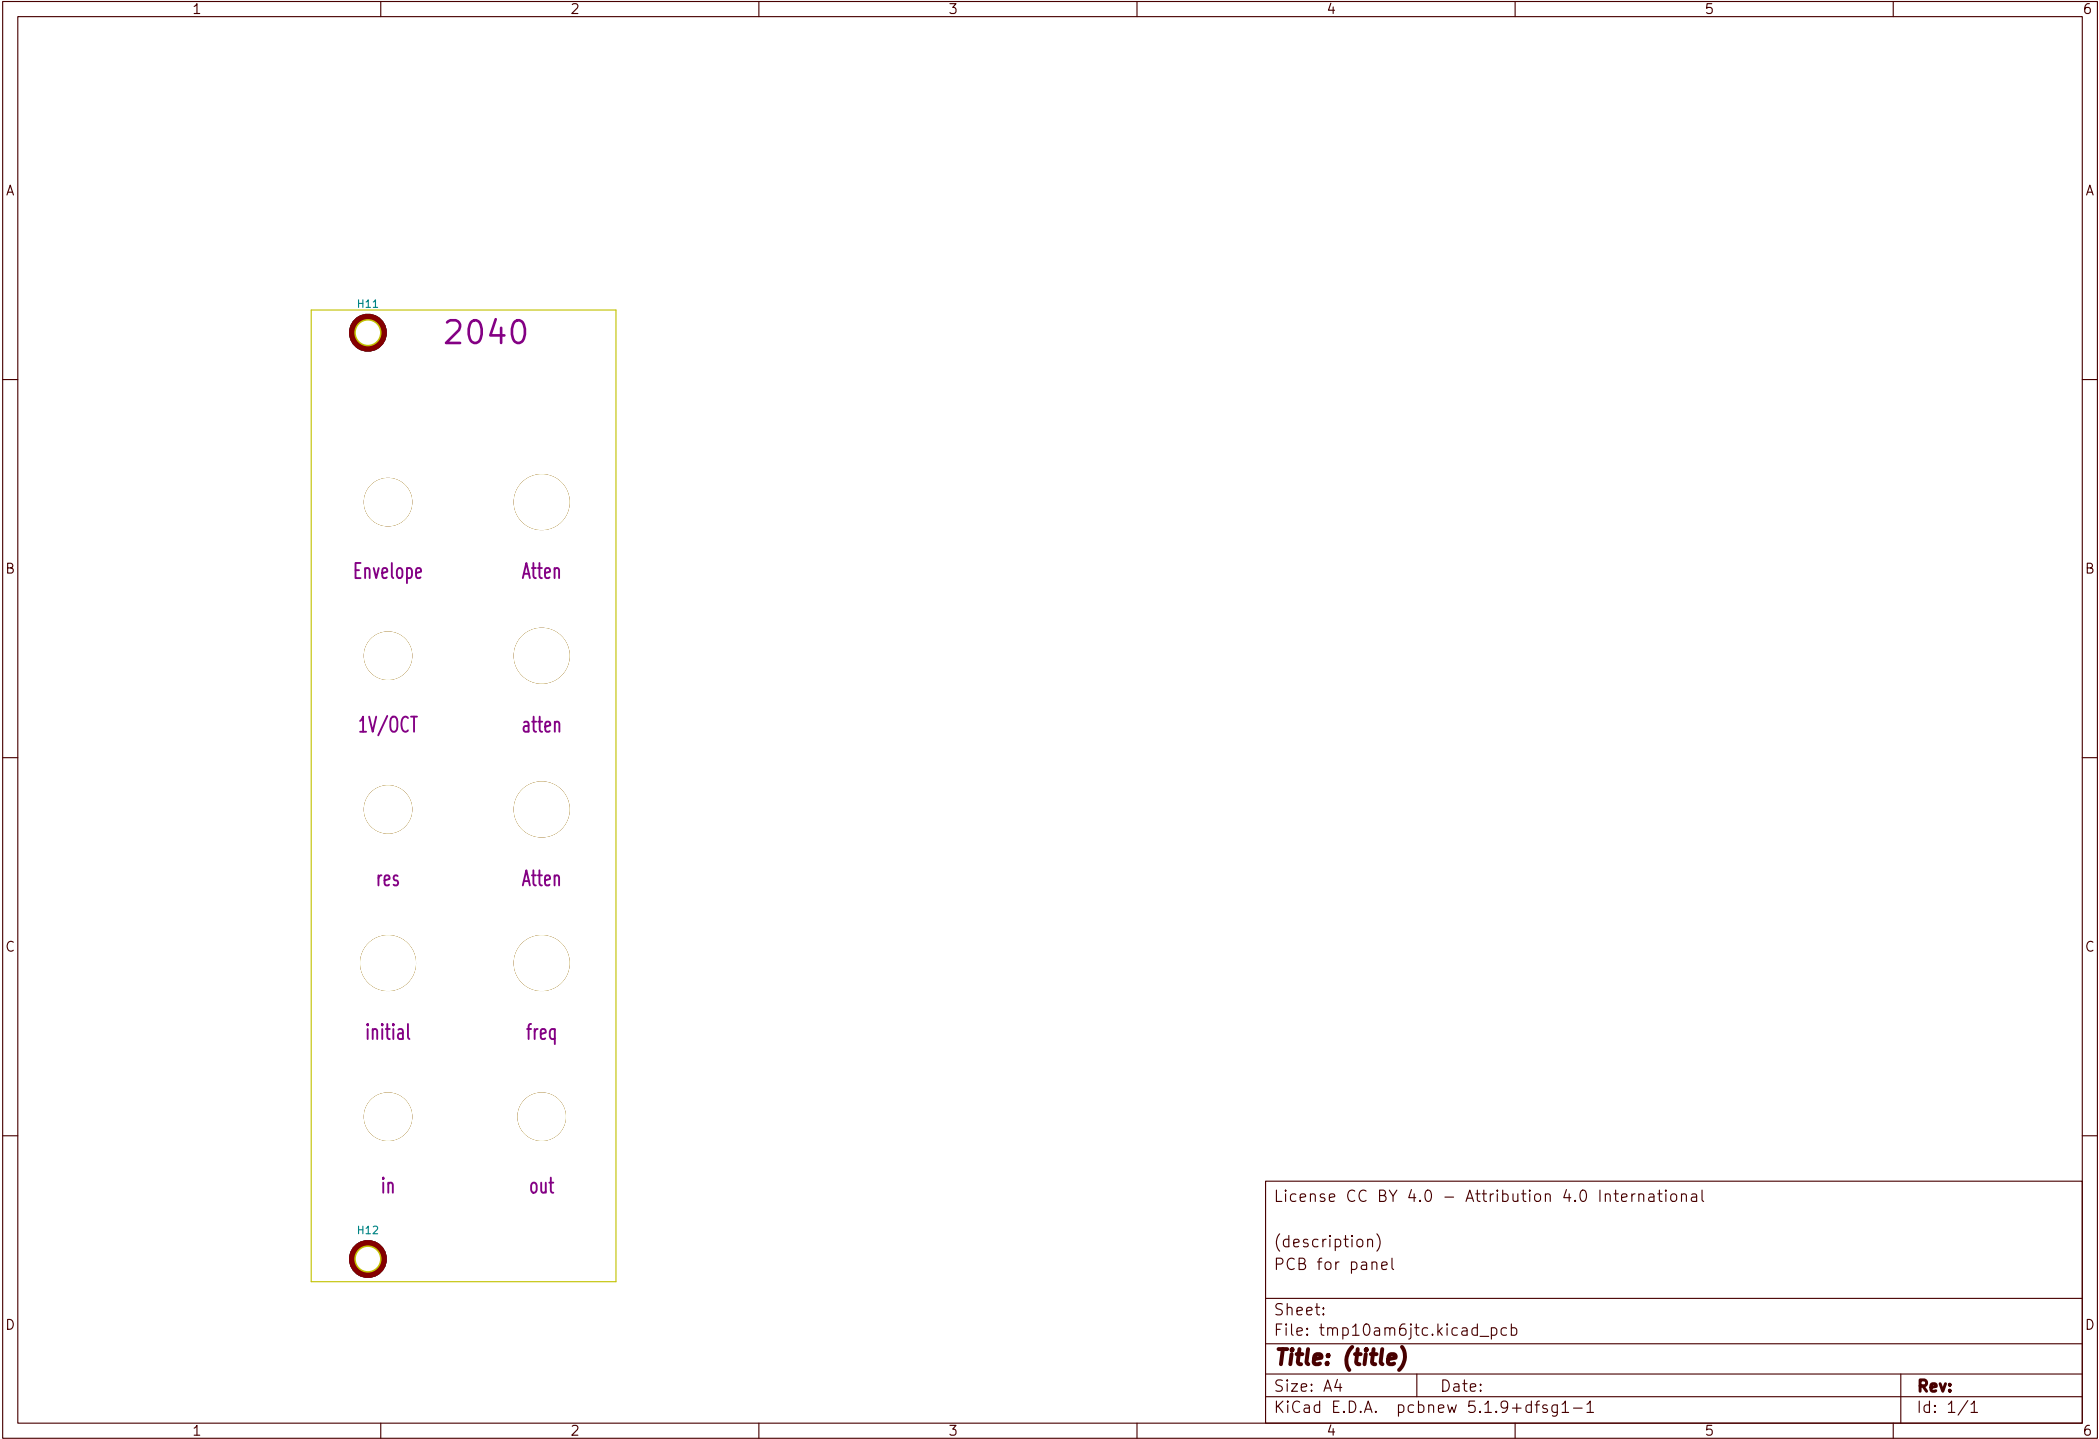 1 2 3 4 5 6
A A
H11
2040
B B
Envelope Atten
1V/OCT atten
res Atten
C C
initial freq
in out
License CC BY 4.0 - Attribution 4.0 International
H12
(description)
PCB for panel
Sheet:
D D
File: tmp10am6jtc.kicad_pcb
Title: (title)
Size: A4 Date: Rev:
KiCad E.D.A. pcbnew 5.1.9+dfsg1-1 Id: 1/1
1 2 3 4 5 6